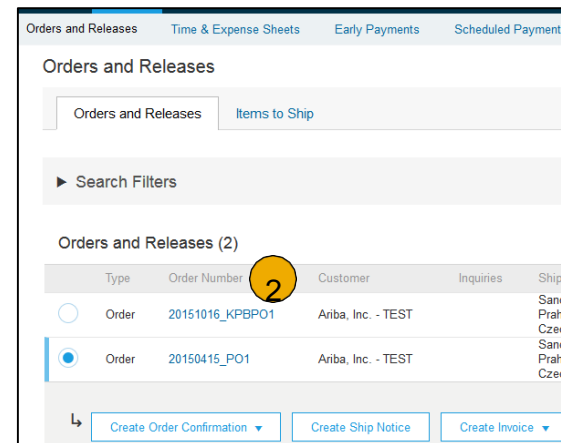 Orders and Releases Time & Expense Sheets Early Payments Scheduled Payment
Orders and Releases
Orders and Releases Items to Ship
► Search Filters
Orders and Releases (2)
Type Order Number 2 Customer Inquiries Ship
Order 20151016_KPBPO1 Ariba, Inc. - TEST
Order 20150415_PO1 Ariba, Inc. - TEST
Create Order Confirmation ▼ Create Ship Notice Create Invoice ▼